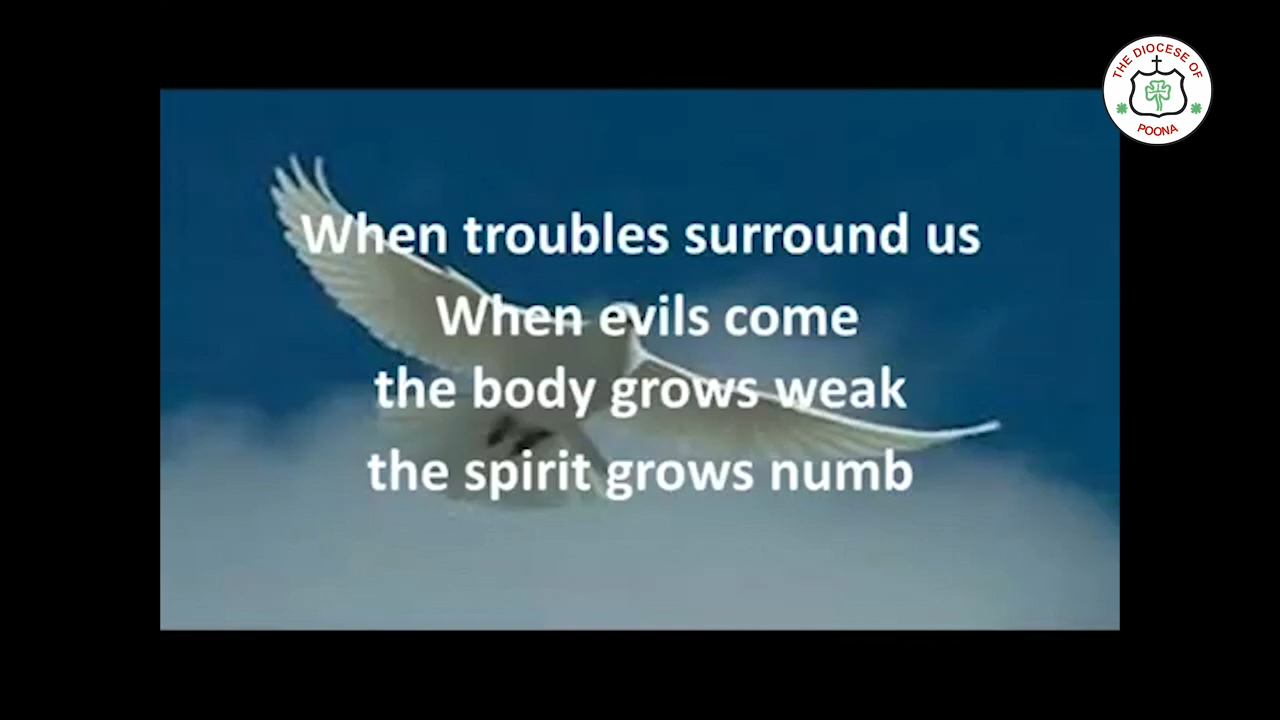 THE DIOCESE OF
POONA
When troubles surround us
When evils come
the body grows weak
the spirit grows numb